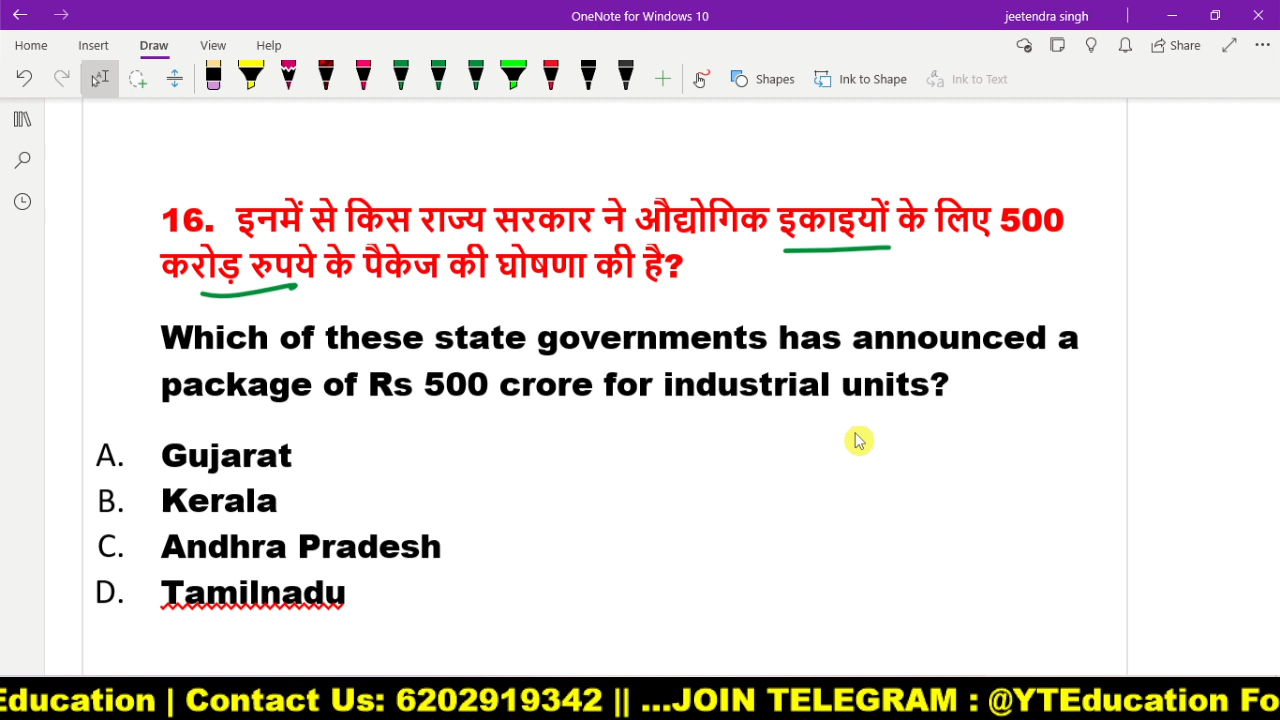 OneNote for Windows 10
jeetendra singh
Home Insert Draw View Help
Share
Shapes Ink to Shape Ink to Text
16. इनमें से किस राज्य सरकार ने औद्योगिक इकाइयों के लिए 500
करोड़ रुपये के पैकेज की घोषणा की है?
Which of these state governments has announced a
package of Rs 500 crore for industrial units?
A. Gujarat
B. Kerala
C. Andhra Pradesh
D. Tamilnadu
Education | Contact Us: 6202919342 || ...JOIN TELEGRAM : @YTEducation Fo